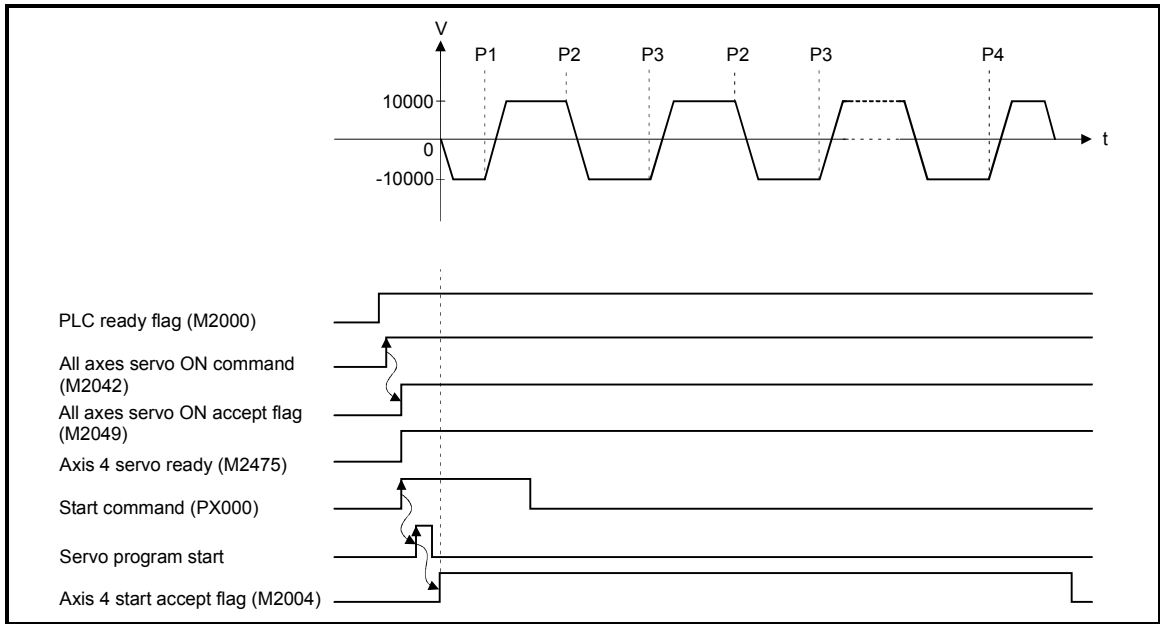 V
P1 P2 P3 P2 P3 P4
10000
0
t
-10000
PLC ready flag (M2000)
All axes servo ON command
(M2042)
All axes servo ON accept flag
(M2049)
Axis 4 servo ready (M2475)
Start command (PX000)
Servo program start
Axis 4 start accept flag (M2004)